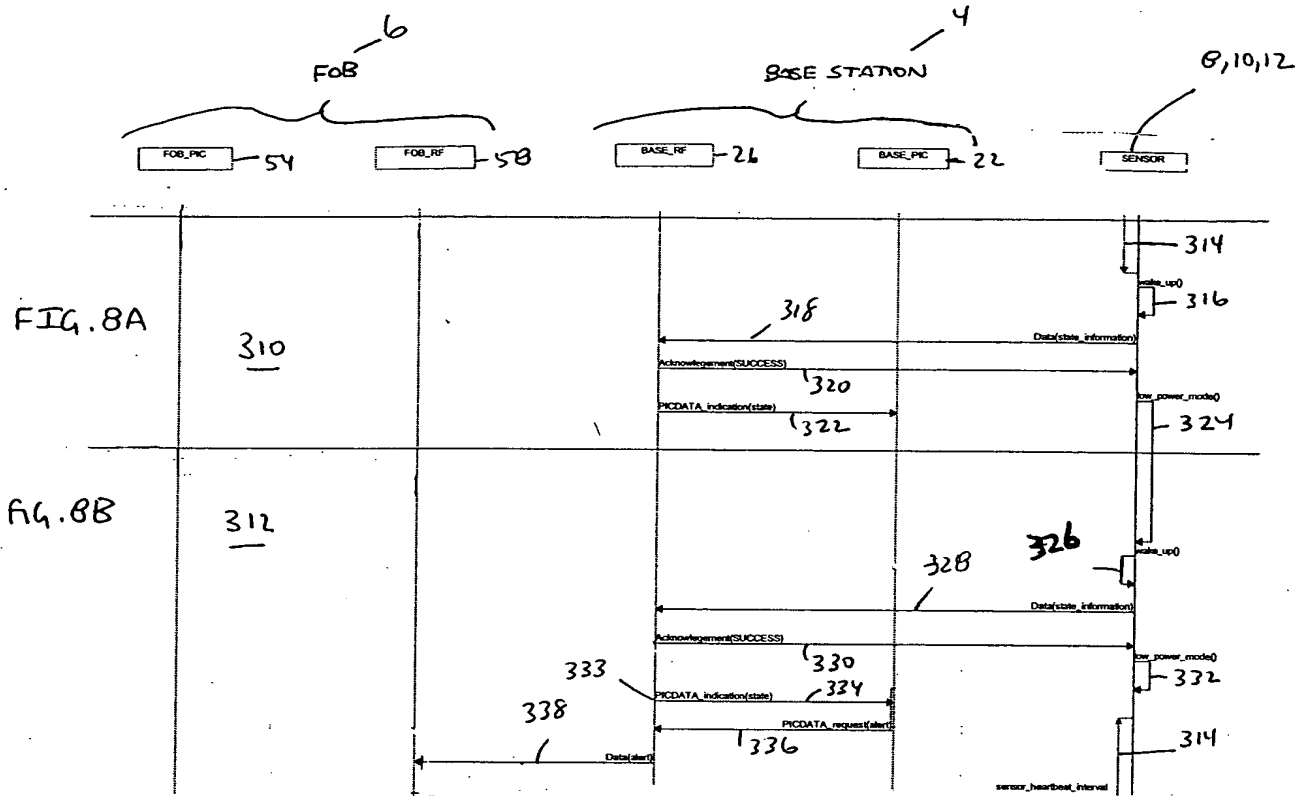 6
4
FOB
BASE STATION
8,10,12
FOB_PIC
54
FOB_RF
58
BASE_RF
26
BASE_PIC
22
SENSOR
314
wake_up()
316
FIG. 8A
310
318
Data(state_information)
Acknowlegement(SUCCESS)
320
low_power_mode()
PICDATA_indication(state)
322
324
FIG. 8B
312
326
wake_up()
328
Data(state_information)
Acknowlegement(SUCCESS)
330
low_power_mode()
332
333
PICDATA_indication(state)
334
338
PICDATA_request(alert)
336
314
Data(alert)
sensor_heartbeat_interval